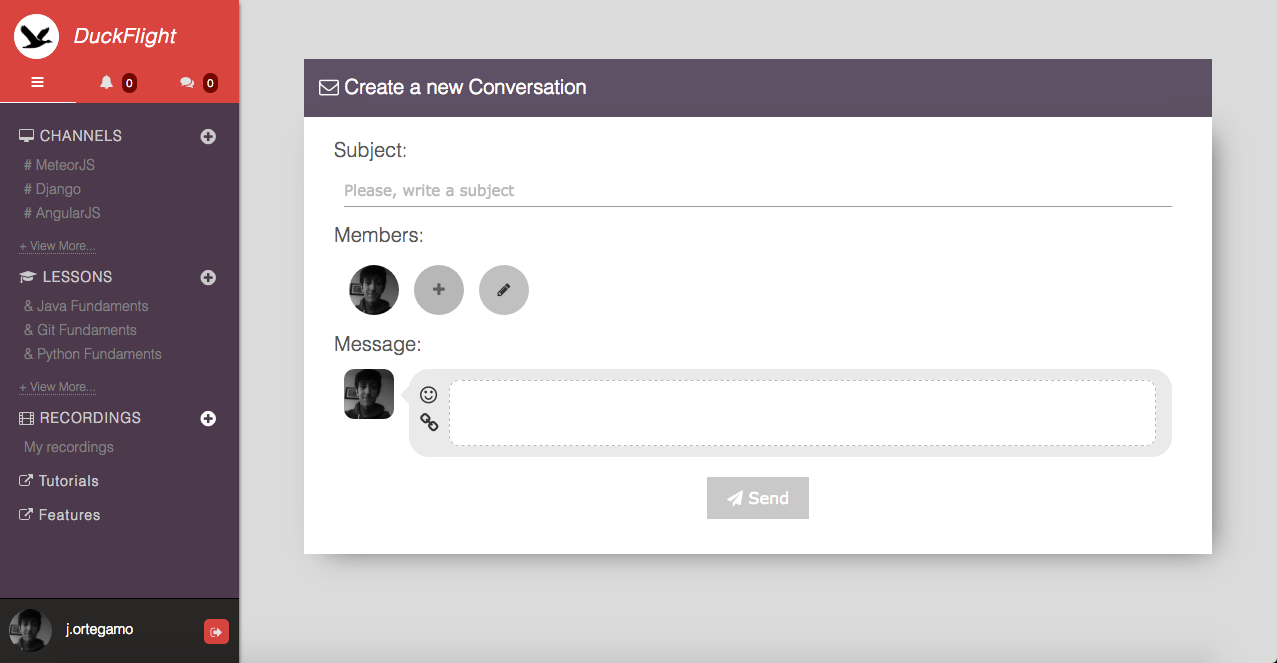 DuckFlight
0 0
CHANNELS
# MeteorJS
# Django
# AngularJS
+ View More...
LESSONS
& Java Fundaments
& Git Fundaments
& Python Fundaments
+ View More...
RECORDINGS
My recordings
Tutorials
Features
j.ortegamo
Create a new Conversation
Subject:
Please, write a subject
Members:
Message:
Send